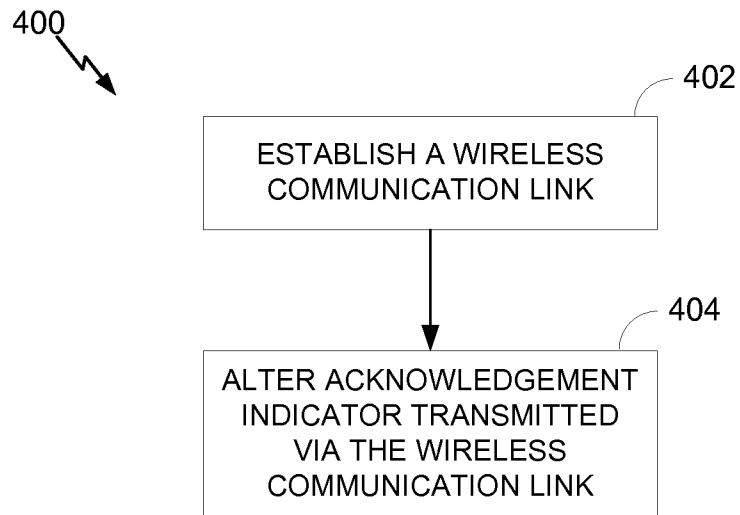 400
402
ESTABLISH A WIRELESS
COMMUNICATION LINK
404
ALTER ACKNOWLEDGEMENT
INDICATOR TRANSMITTED
VIA THE WIRELESS
COMMUNICATION LINK